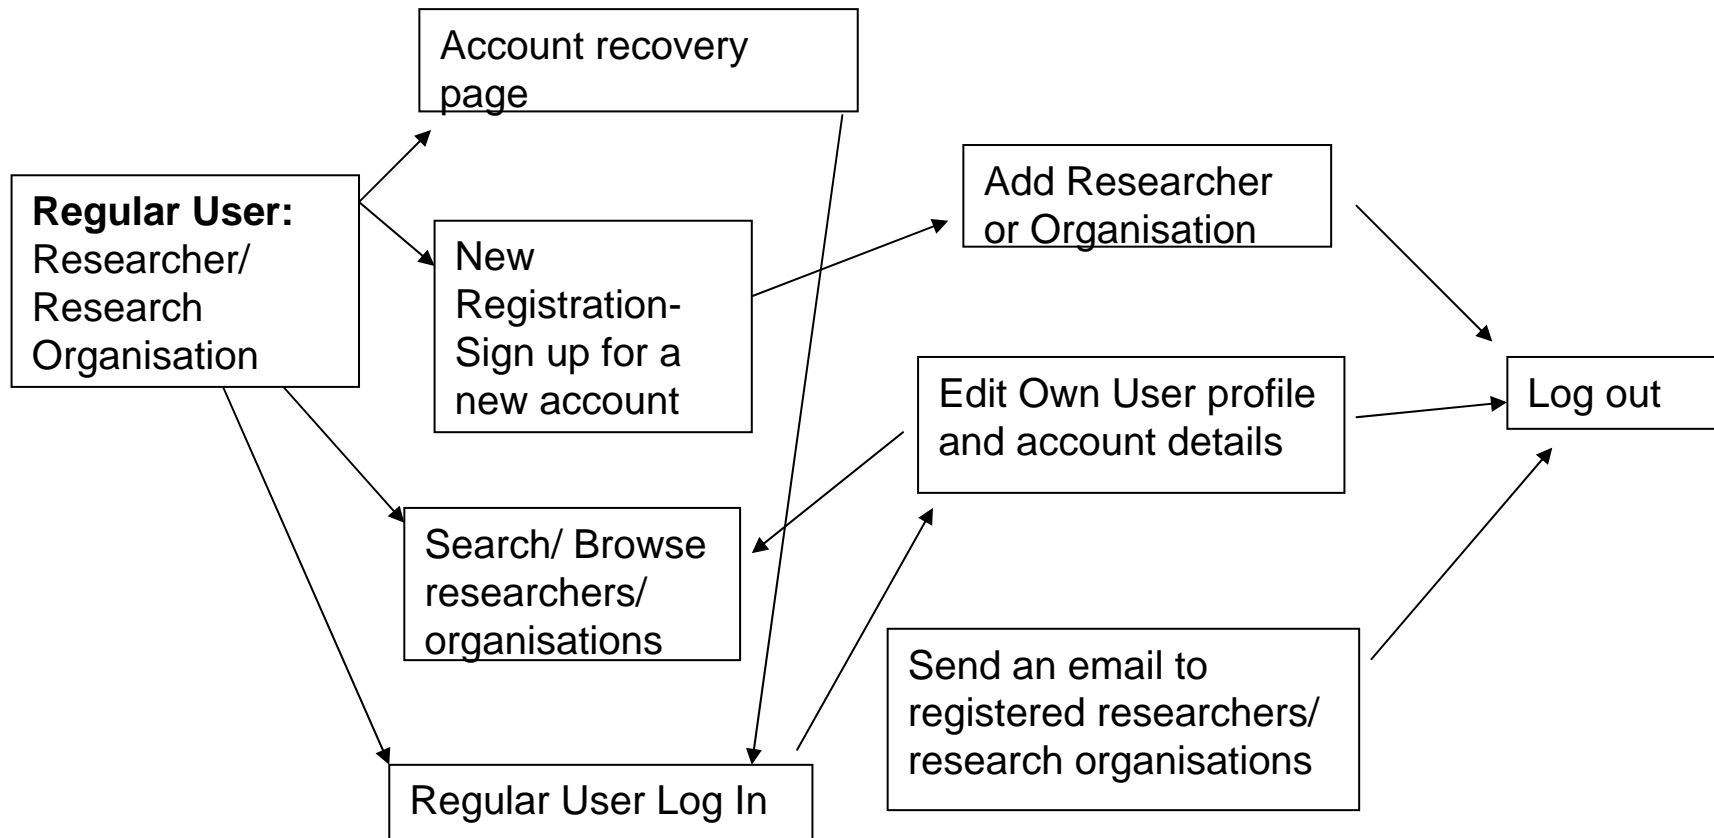 Account recovery
page
Regular User:
Researcher/
Research
Organisation
New
Registration-
Sign up for a
new account
Add Researcher
or Organisation
Edit Own User profile
and account details
Log out
Search/ Browse
researchers/
organisations
Send an email to
registered researchers/
research organisations
Regular User Log In